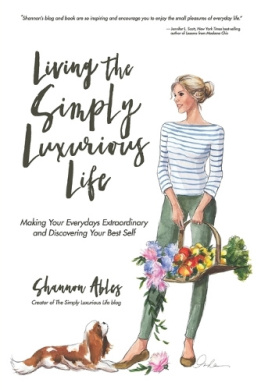 "Shannon's blog and book are so inspiring and encourage you to enjoy the small pleasures of everyday life."
—Jennifer L. Scott, New York Times best-selling
author of Lessons from Madame Chic
Living the
Simply
Luxurious
Life
Making Your Everydays Extraordinary
and Discovering Your Best Self
Shannon Ables
Creator of The Simply Luxurious Life blog